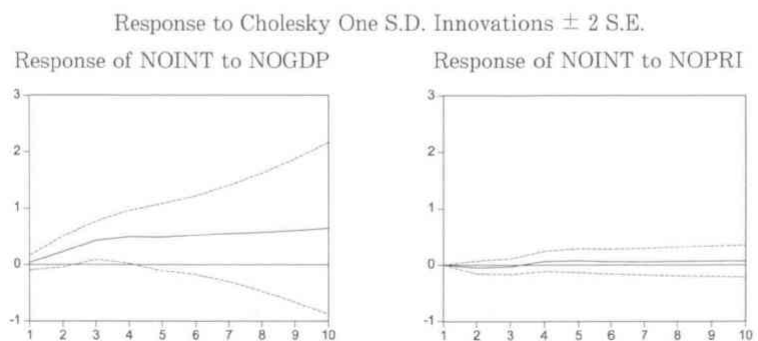 Response to Cholesky One S.D. Innovations ± 2 S.E.
Response of NOINT to NOGDP
Response of NOINT to NOPRI
3
2
1
0
-1
1 2 3 4 5 6 7 8 9 10
3
2
1
0
-1
1 2 3 4 5 6 7 8 9 10